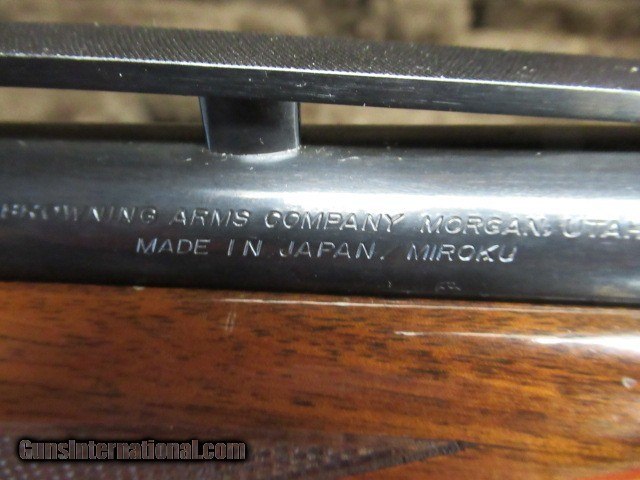 BROWNING ARMS COMPANY MORGAN, UTAH
MADE IN JAPAN. MIROKU
GunsInternational.com